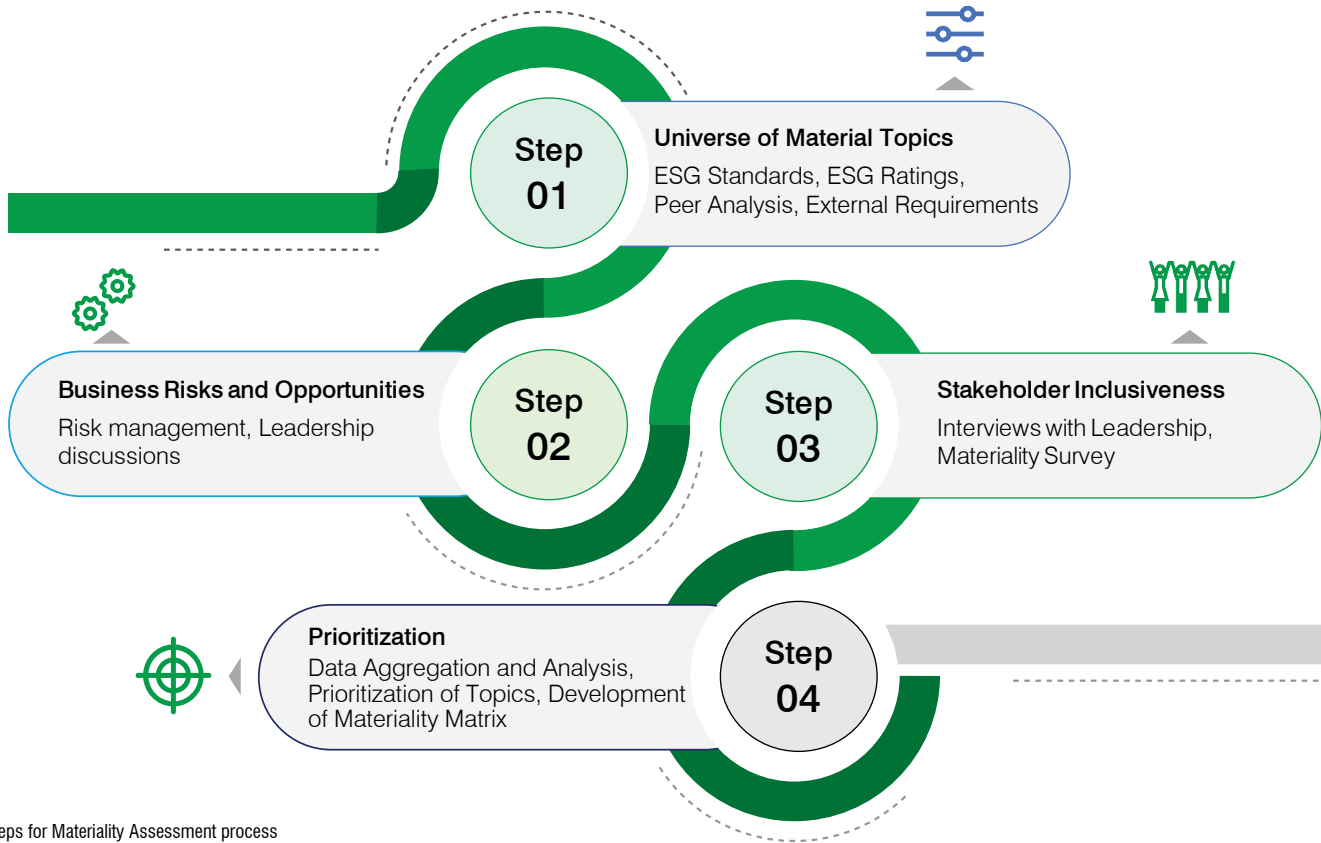 Step
01
Universe of Material Topics
ESG Standards, ESG Ratings,
Peer Analysis, External Requirements
Business Risks and Opportunities
Risk management, Leadership
discussions
Step
02
Step
03
Stakeholder Inclusiveness
Interviews with Leadership,
Materiality Survey
Prioritization
Data Aggregation and Analysis,
Prioritization of Topics, Development
of Materiality Matrix
Step
04
eps for Materiality Assessment process